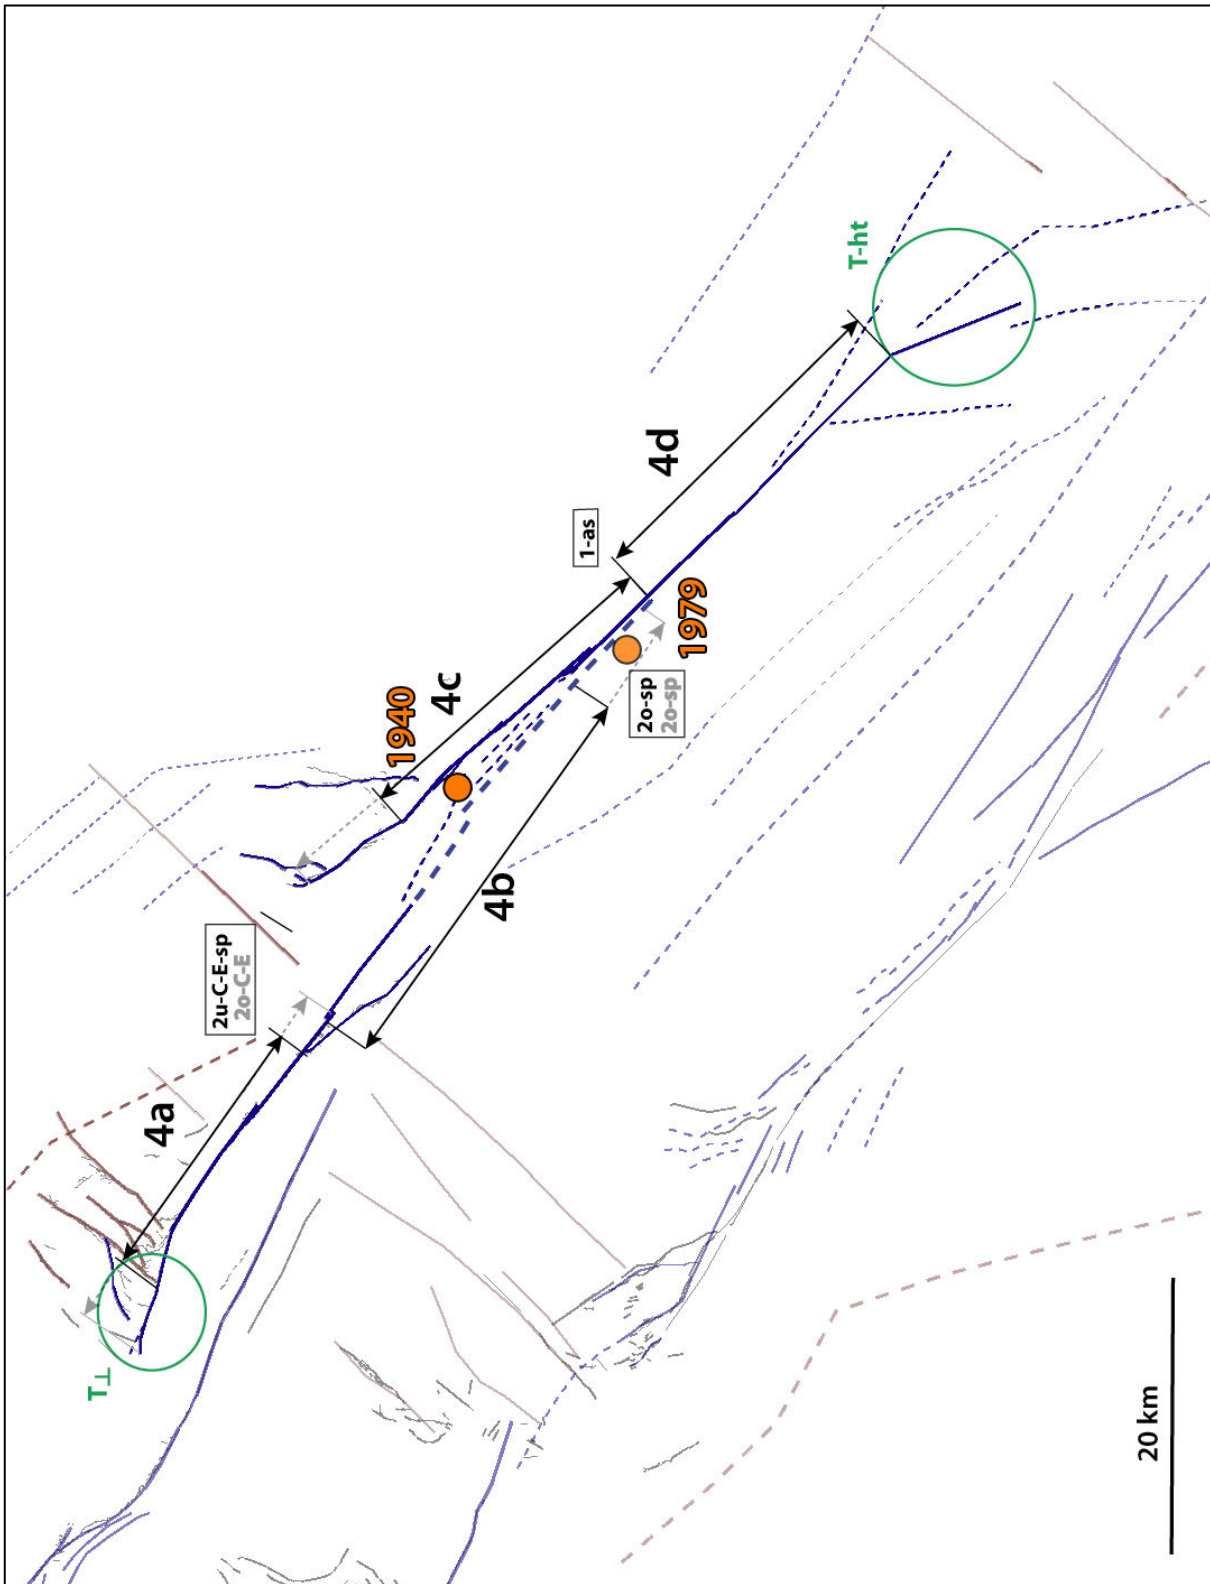 T⊥
4a
2u-C-E-sp
2o-C-E
4b
1940
4c
2o-sp
2o-sp
1979
1-as
4d
T-ht
20 km